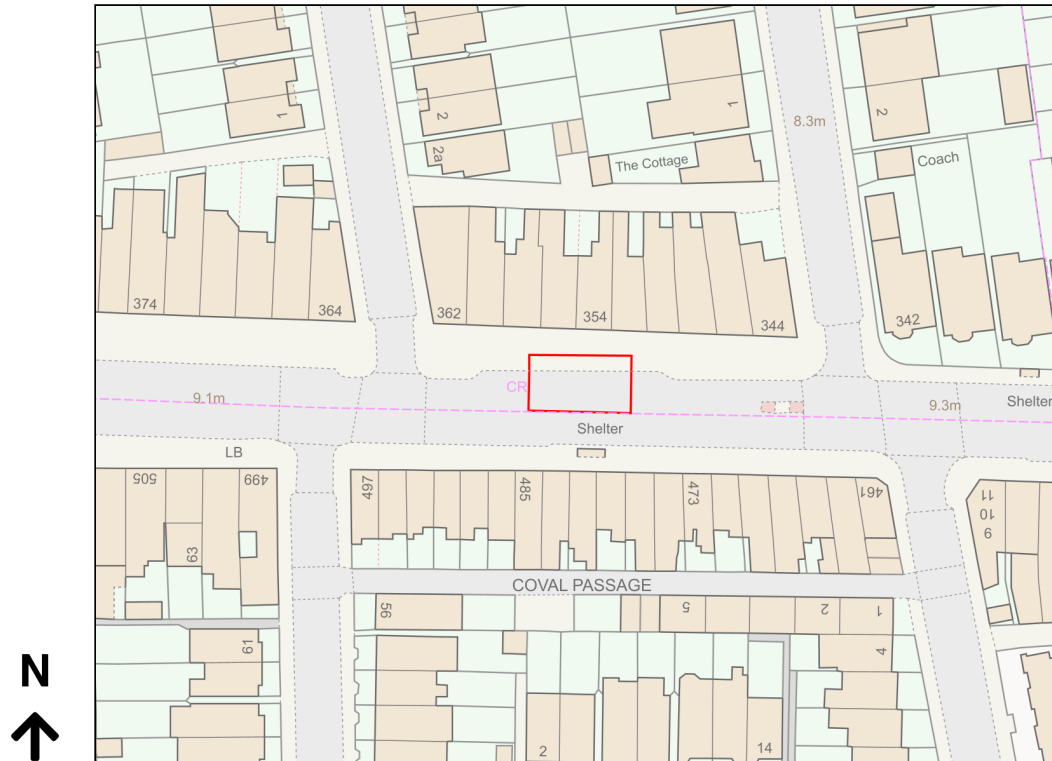 1
2
1
2
8.3m
2a
The Cottage
Coach
374
364
362
354
344
342
CR
9.1m
9.3m
Shelter
Shelter
LB
505
499
497
485
473
461
11
10
9
63
COVAL PASSAGE
56
5
2
1
61
4
2
14
N